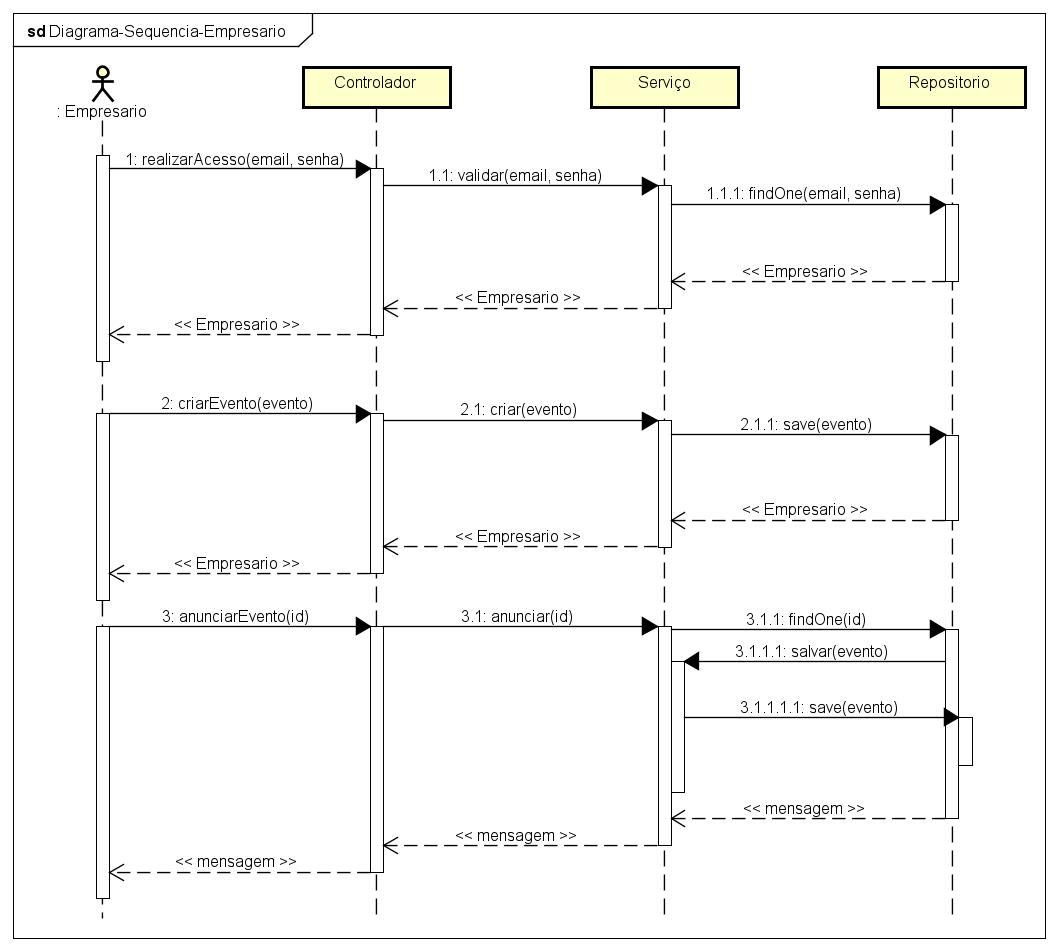 sd Diagrama-Sequencia-Empresario
: Empresario
Controlador
Serviço
Repositorio
1: realizarAcesso(email, senha)
1.1: validar(email, senha)
1.1.1: findOne(email, senha)
<< Empresario >>
<< Empresario >>
<< Empresario >>
2: criarEvento(evento)
2.1: criar(evento)
2.1.1: save(evento)
<< Empresario >>
<< Empresario >>
<< Empresario >>
3: anunciarEvento(id)
3.1: anunciar(id)
3.1.1: findOne(id)
3.1.1.1: salvar(evento)
3.1.1.1.1: save(evento)
<< mensagem >>
<< mensagem >>
<< mensagem >>